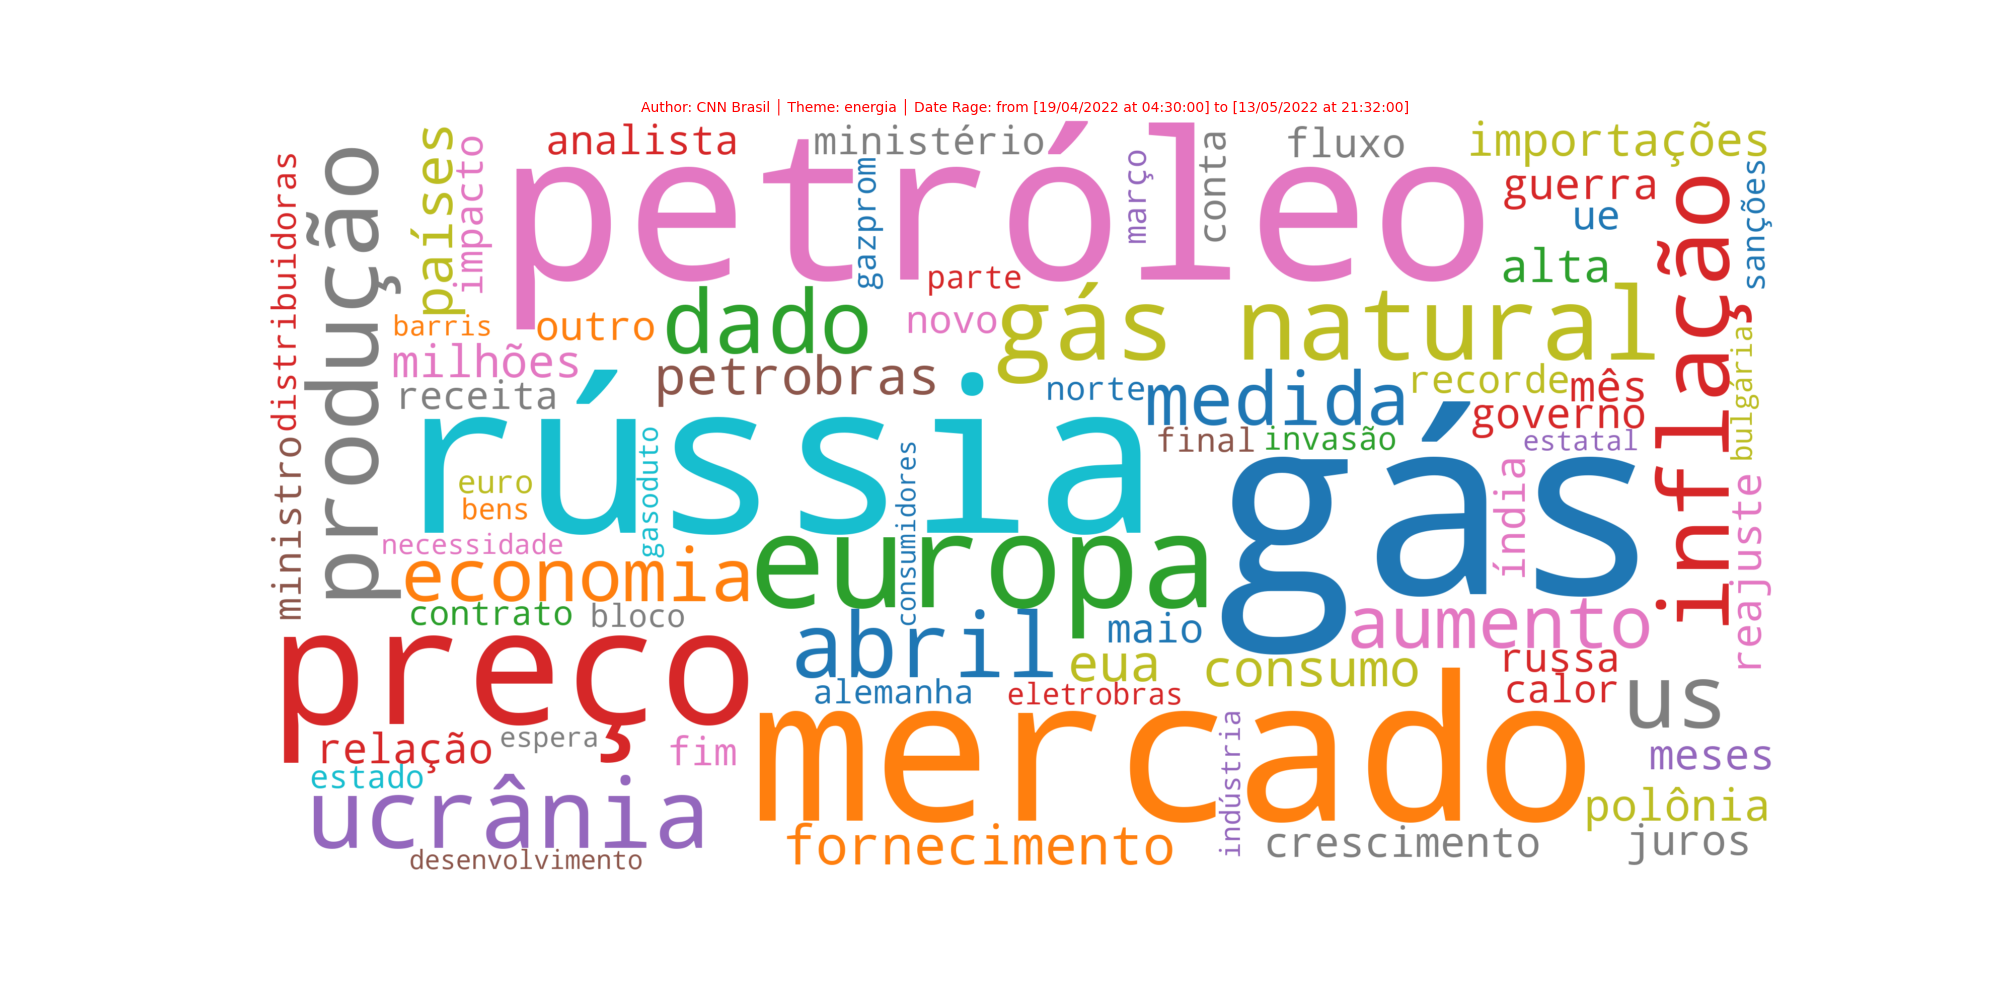 Author: CNN Brasil | Theme: energia | Date Rage: from [19/04/2022 at 04:30:00] to [13/05/2022 at 21:32:00]
analista
ministério
fluxo
importações
petróleo
países
impacto
gazprom
março
conta
guerra
ue
sanções
distribuidoras
produção
parte
alta
inflação
barris
outro
dado
novo
gás natural
milhões
petrobras
receita
norte
medida
recorde
mês
governo
bulgária
rússia
final
invasão
estatal
gás
euro
bens
gasoduto
consumidores
índia
reajuste
ministro
necessidade
economia
europa
contrato
bloco
abril
maio
aumento
preço
eua
consumo
russa
calor
us
alemanha
eletrobras
mercado
relação
espera
fim
indústria
meses
estado
ucrânia
polônia
fornecimento
crescimento
juros
desenvolvimento